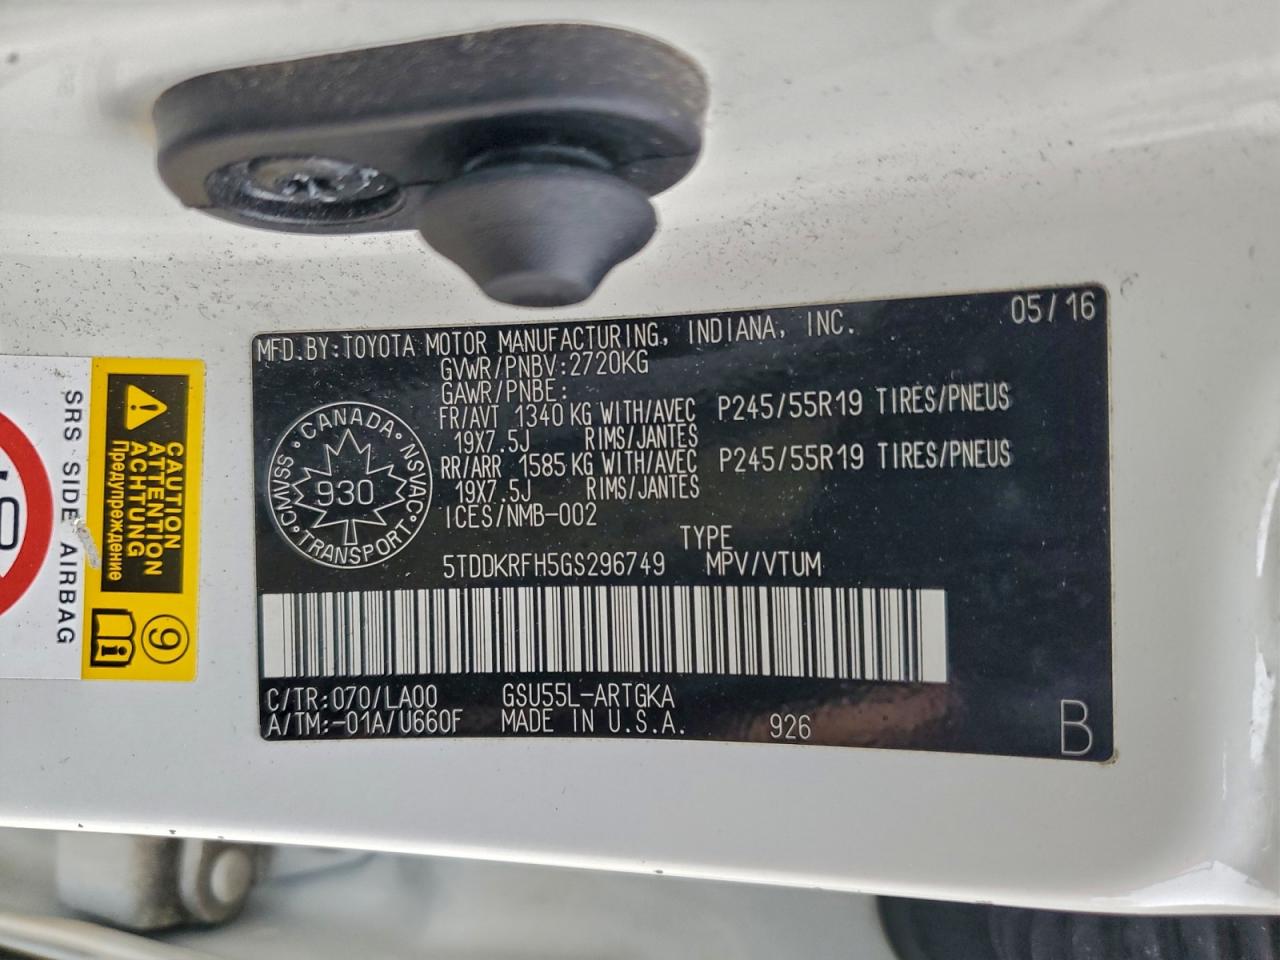 05/16
MFD.BY:TOYOTA MOTOR MANUFACTURING, INDIANA, INC.
GVWR/PNBV:2720KG
GAWR/PNBE:
FR/AVT 1340 KG WITH/AVEC P245/55R19 TIRES/PNEUS
19X7.5J RIMS/JANTES
RR/ARR 1585 KG WITH/AVEC P245/55R19 TIRES/PNEUS
19X7.5J RIMS/JANTES
ICES/NMB-002
CANADA
930
CMVSS
NSVAC
TRANSPORT
TYPE
5TDDKRFH5GS296749 MPV/VTUM
C/TR:070/LA00 GSU55L-ARTGKA
A/TM:-01A/U660F MADE IN U.S.A. 926
B
CAUTION
ATTENTION
ACHTUNG
Предупреждение
9
i
SRS SIDE AIRBAG